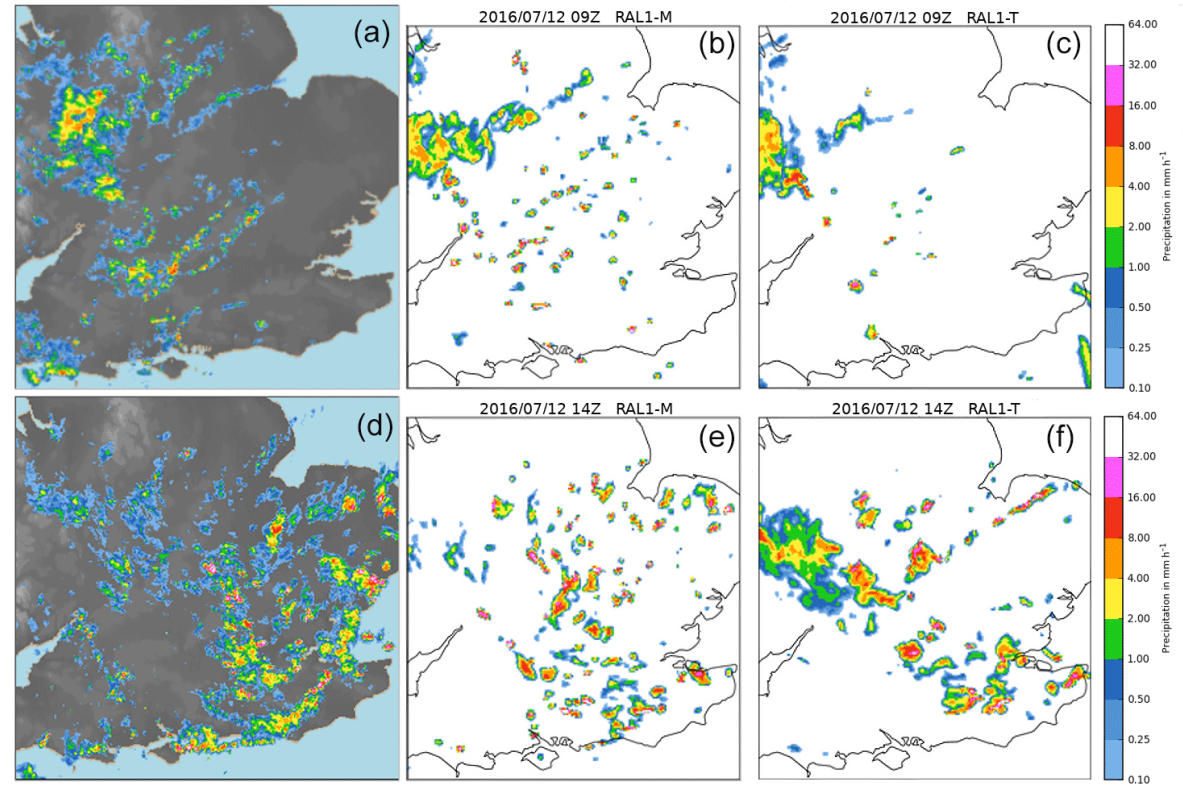 (a)
2016/07/12 09Z RAL1-M
(b)
2016/07/12 09Z RAL1-T
(c)
64.00
32.00
16.00
8.00
4.00
2.00
1.00
0.50
0.25
0.10
Precipitation in mm h⁻¹
(d)
2016/07/12 14Z RAL1-M
(e)
2016/07/12 14Z RAL1-T
(f)
64.00
32.00
16.00
8.00
4.00
2.00
1.00
0.50
0.25
0.10
Precipitation in mm h⁻¹